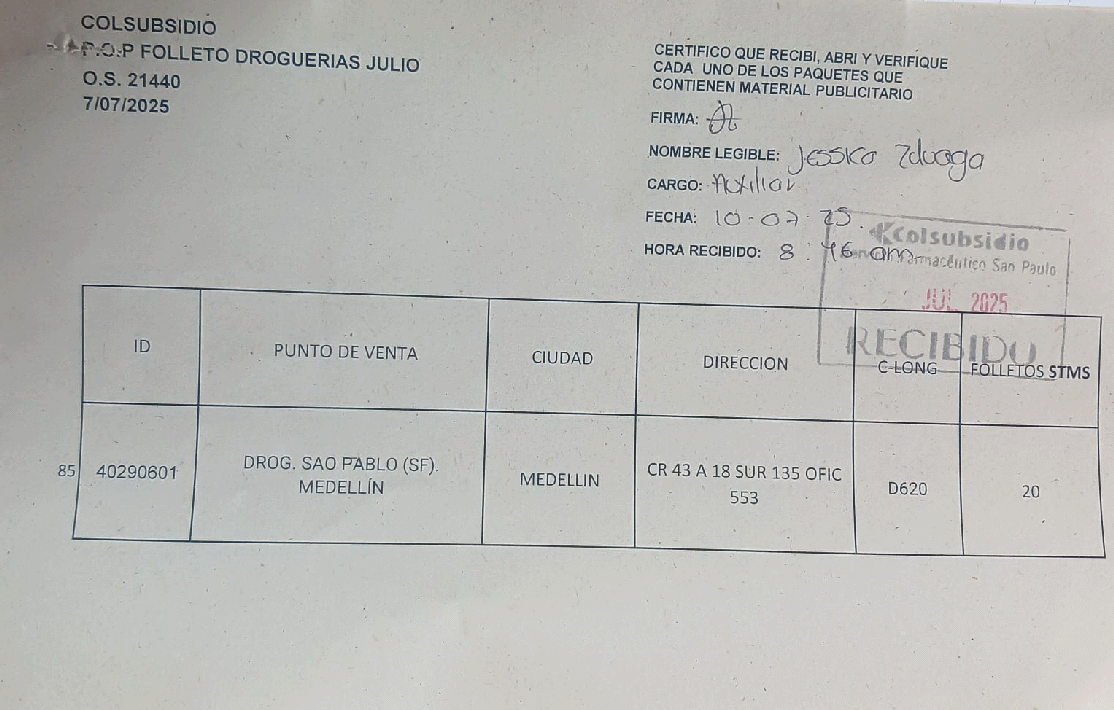 COLSUBSIDIO
P.O.P FOLLETO DROGUERIAS JULIO
O.S. 21440
7/07/2025
CERTIFICO QUE RECIBI, ABRI Y VERIFIQUE
CADA UNO DE LOS PAQUETES QUE
CONTIENEN MATERIAL PUBLICITARIO
FIRMA:
NOMBRE LEGIBLE: Jessica
CARGO: Auxiliar
FECHA: 10-07-25
HORA RECIBIDO: 8:46 am
Colsubsidio
San Paulo
JUL 2025
RECIBIDO
ID PUNTO DE VENTA CIUDAD DIRECCION C-LONG FOLLETOS STMS
85 40290601 DROG. SAO PABLO (SF). MEDELLIN CR 43 A 18 SUR 135 OFIC D620 20
MEDELLÍN 553